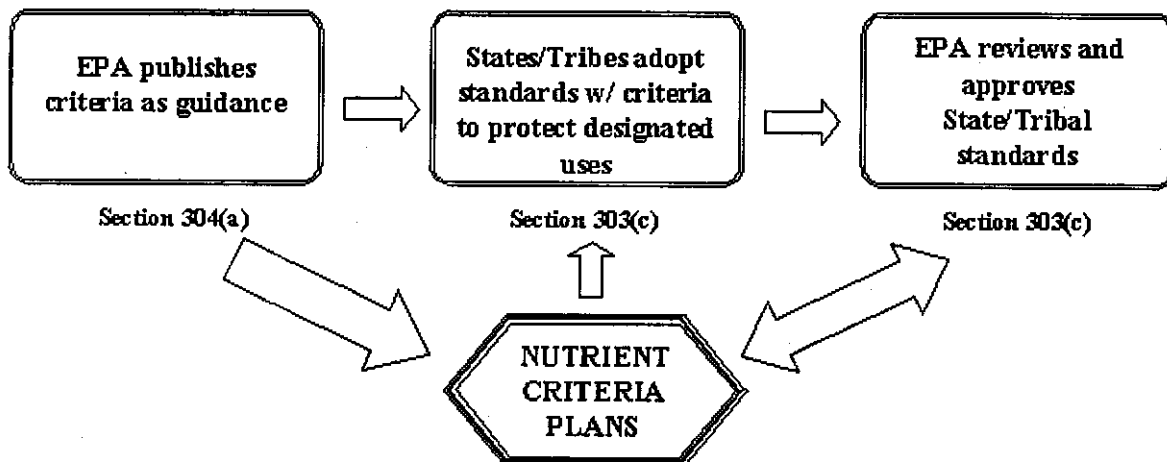 EPA publishes
criteria as guidance
States/Tribes adopt
standards w/ criteria
to protect designated
uses
EPA reviews and
approves
State/Tribal
standards
Section 304(a)
Section 303(c)
Section 303(c)
NUTRIENT
CRITERIA
PLANS